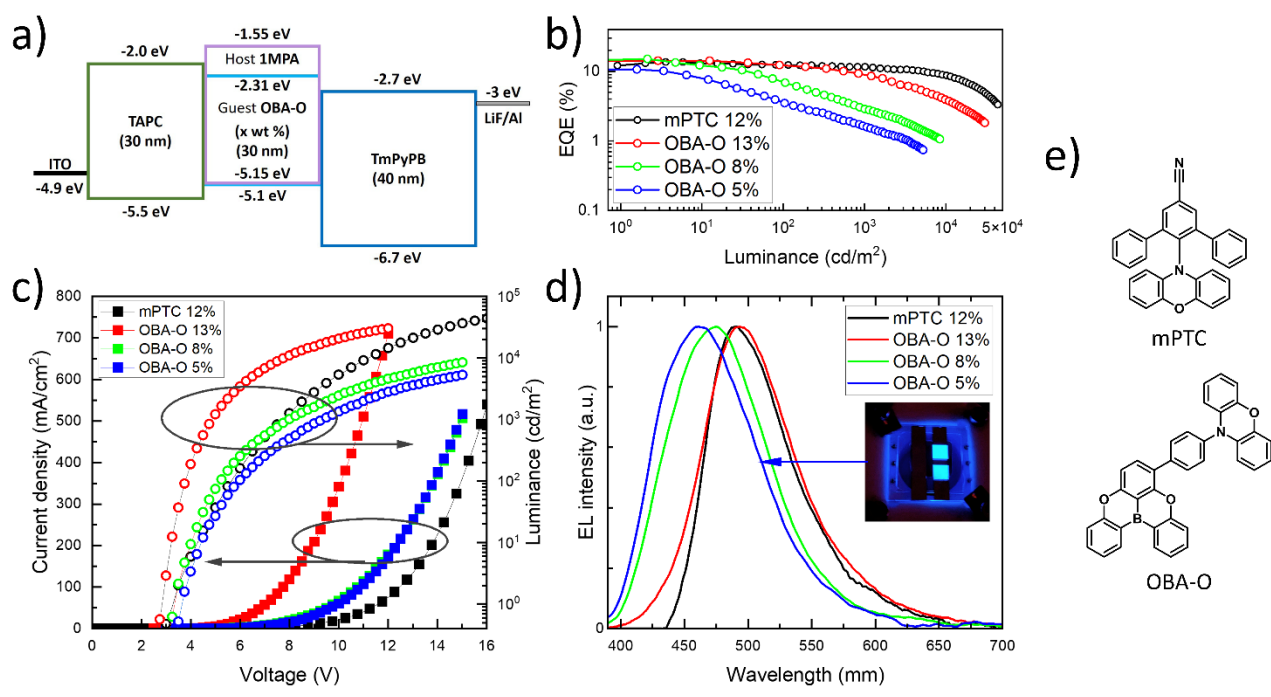 a)
-2.0 eV
-1.55 eV
Host 1MPA
-2.31 eV
Guest OBA-O
(x wt %)
(30 nm)
-5.15 eV
-5.1 eV
TAPC
(30 nm)
ITO
-4.9 eV
-5.5 eV
-2.7 eV
TmPyPB
(40 nm)
-6.7 eV
-3 eV
LiF/Al
b)
EQE (%)
10
1
0.1
mPTC 12%
OBA-O 13%
OBA-O 8%
OBA-O 5%
10⁰ 10¹ 10² 10³ 10⁴ 5×10⁴
Luminance (cd/m²)
c)
Current density (mA/cm²)
800
700
600
500
400
300
200
100
0
mPTC 12%
OBA-O 13%
OBA-O 8%
OBA-O 5%
10⁵
10⁴
10³
10²
10¹
10⁰
Luminance (cd/m²)
0 2 4 6 8 10 12 14 16
Voltage (V)
d)
EL intensity (a.u.)
1
0
mPTC 12%
OBA-O 13%
OBA-O 8%
OBA-O 5%
400 450 500 550 600 650 700
Wavelength (mm)
e)
N
N
O
mPTC
O
N
O
O
B
OBA-O